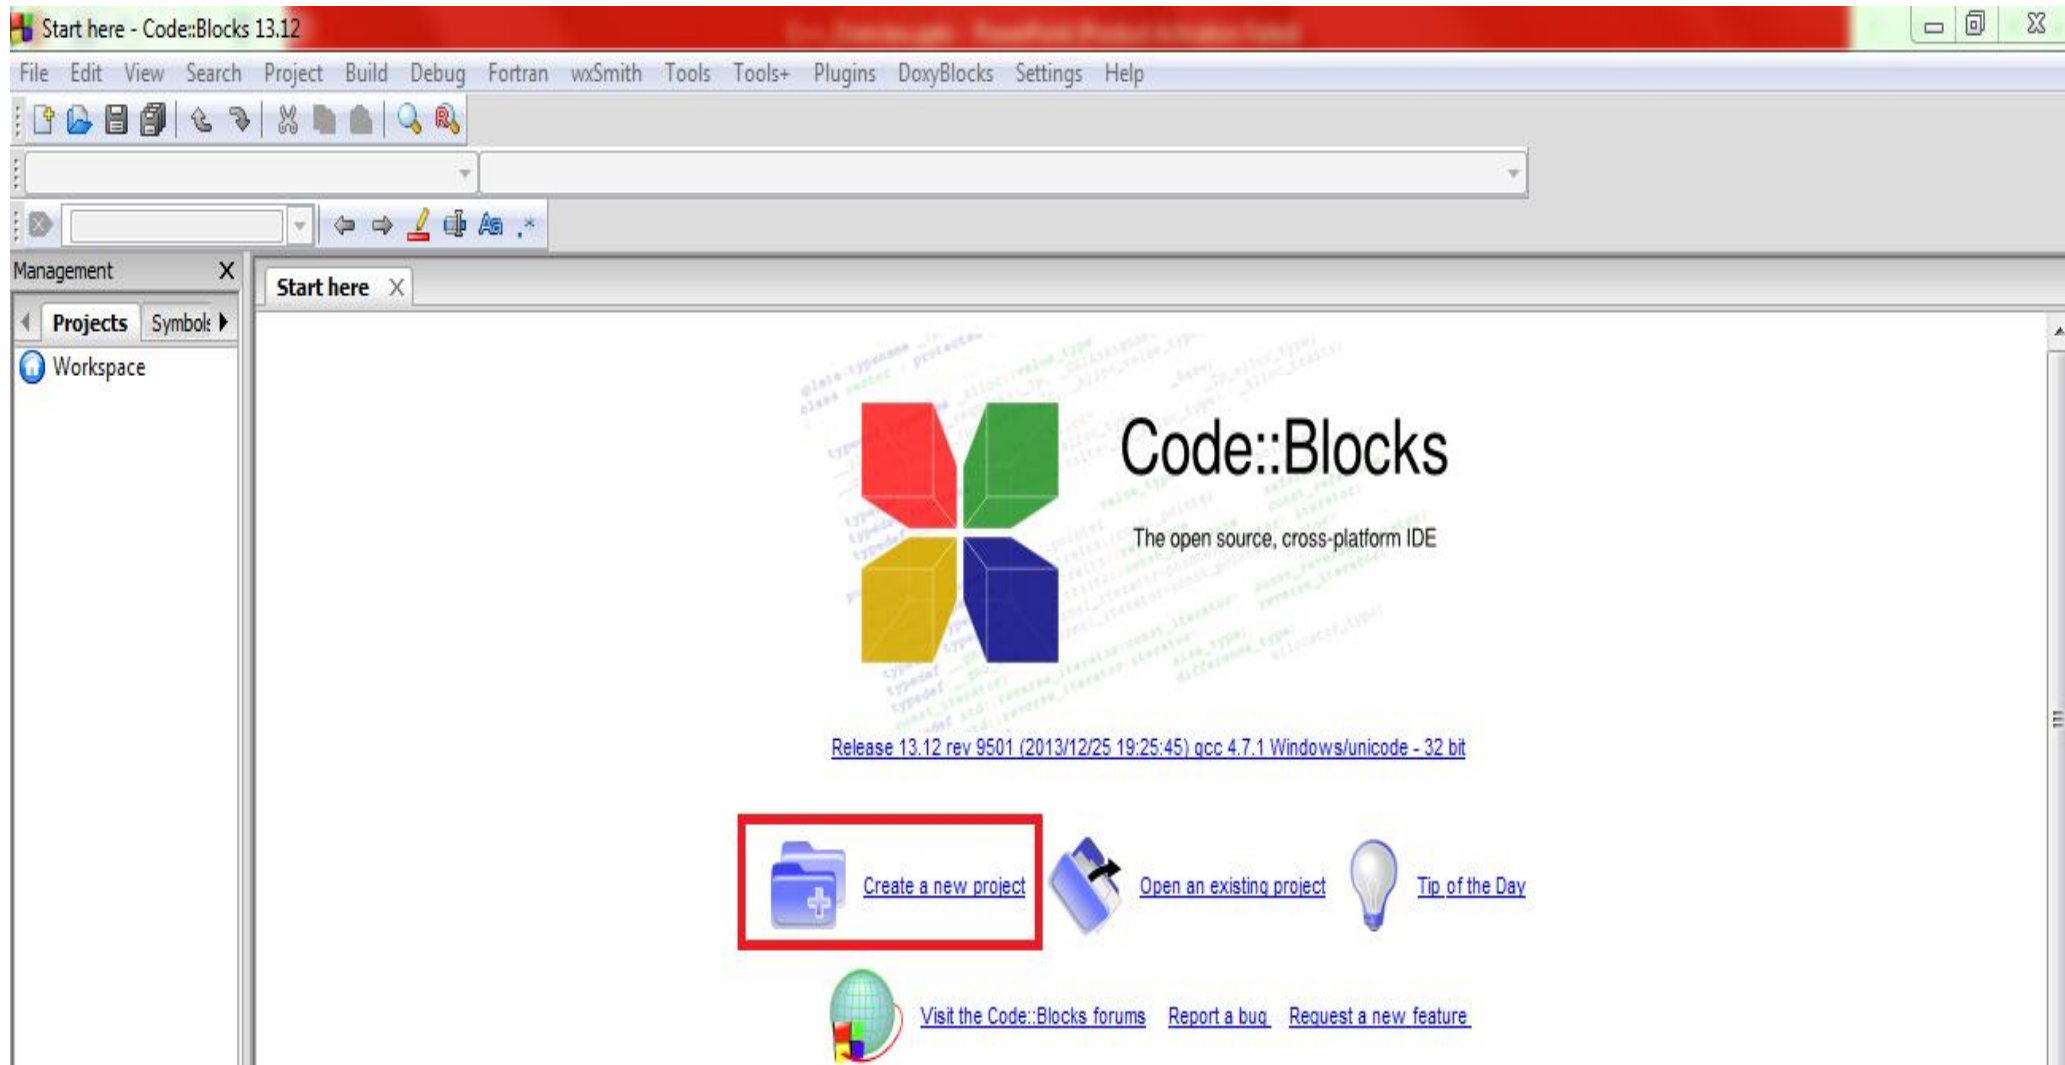 Start here - Code::Blocks 13.12
File Edit View Search Project Build Debug Fortran wxSmith Tools Tools+ Plugins DoxyBlocks Settings Help
Management X
Start here X
Projects Symbols
Workspace
Code::Blocks
The open source, cross-platform IDE
Release 13.12 rev 9501 (2013/12/25 19:25:45) gcc 4.7.1 Windows/unicode - 32 bit
Create a new project Open an existing project Tip of the Day
Visit the Code::Blocks forums Report a bug Request a new feature